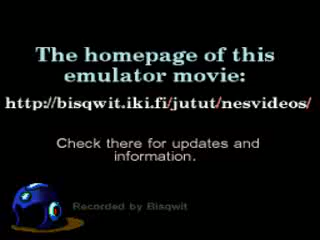 The homepage of this
emulator movie:
http://bisqwit.iki.fi/jutut/nesvideos/
Check there for updates and
information.
Recorded by Bisqwit